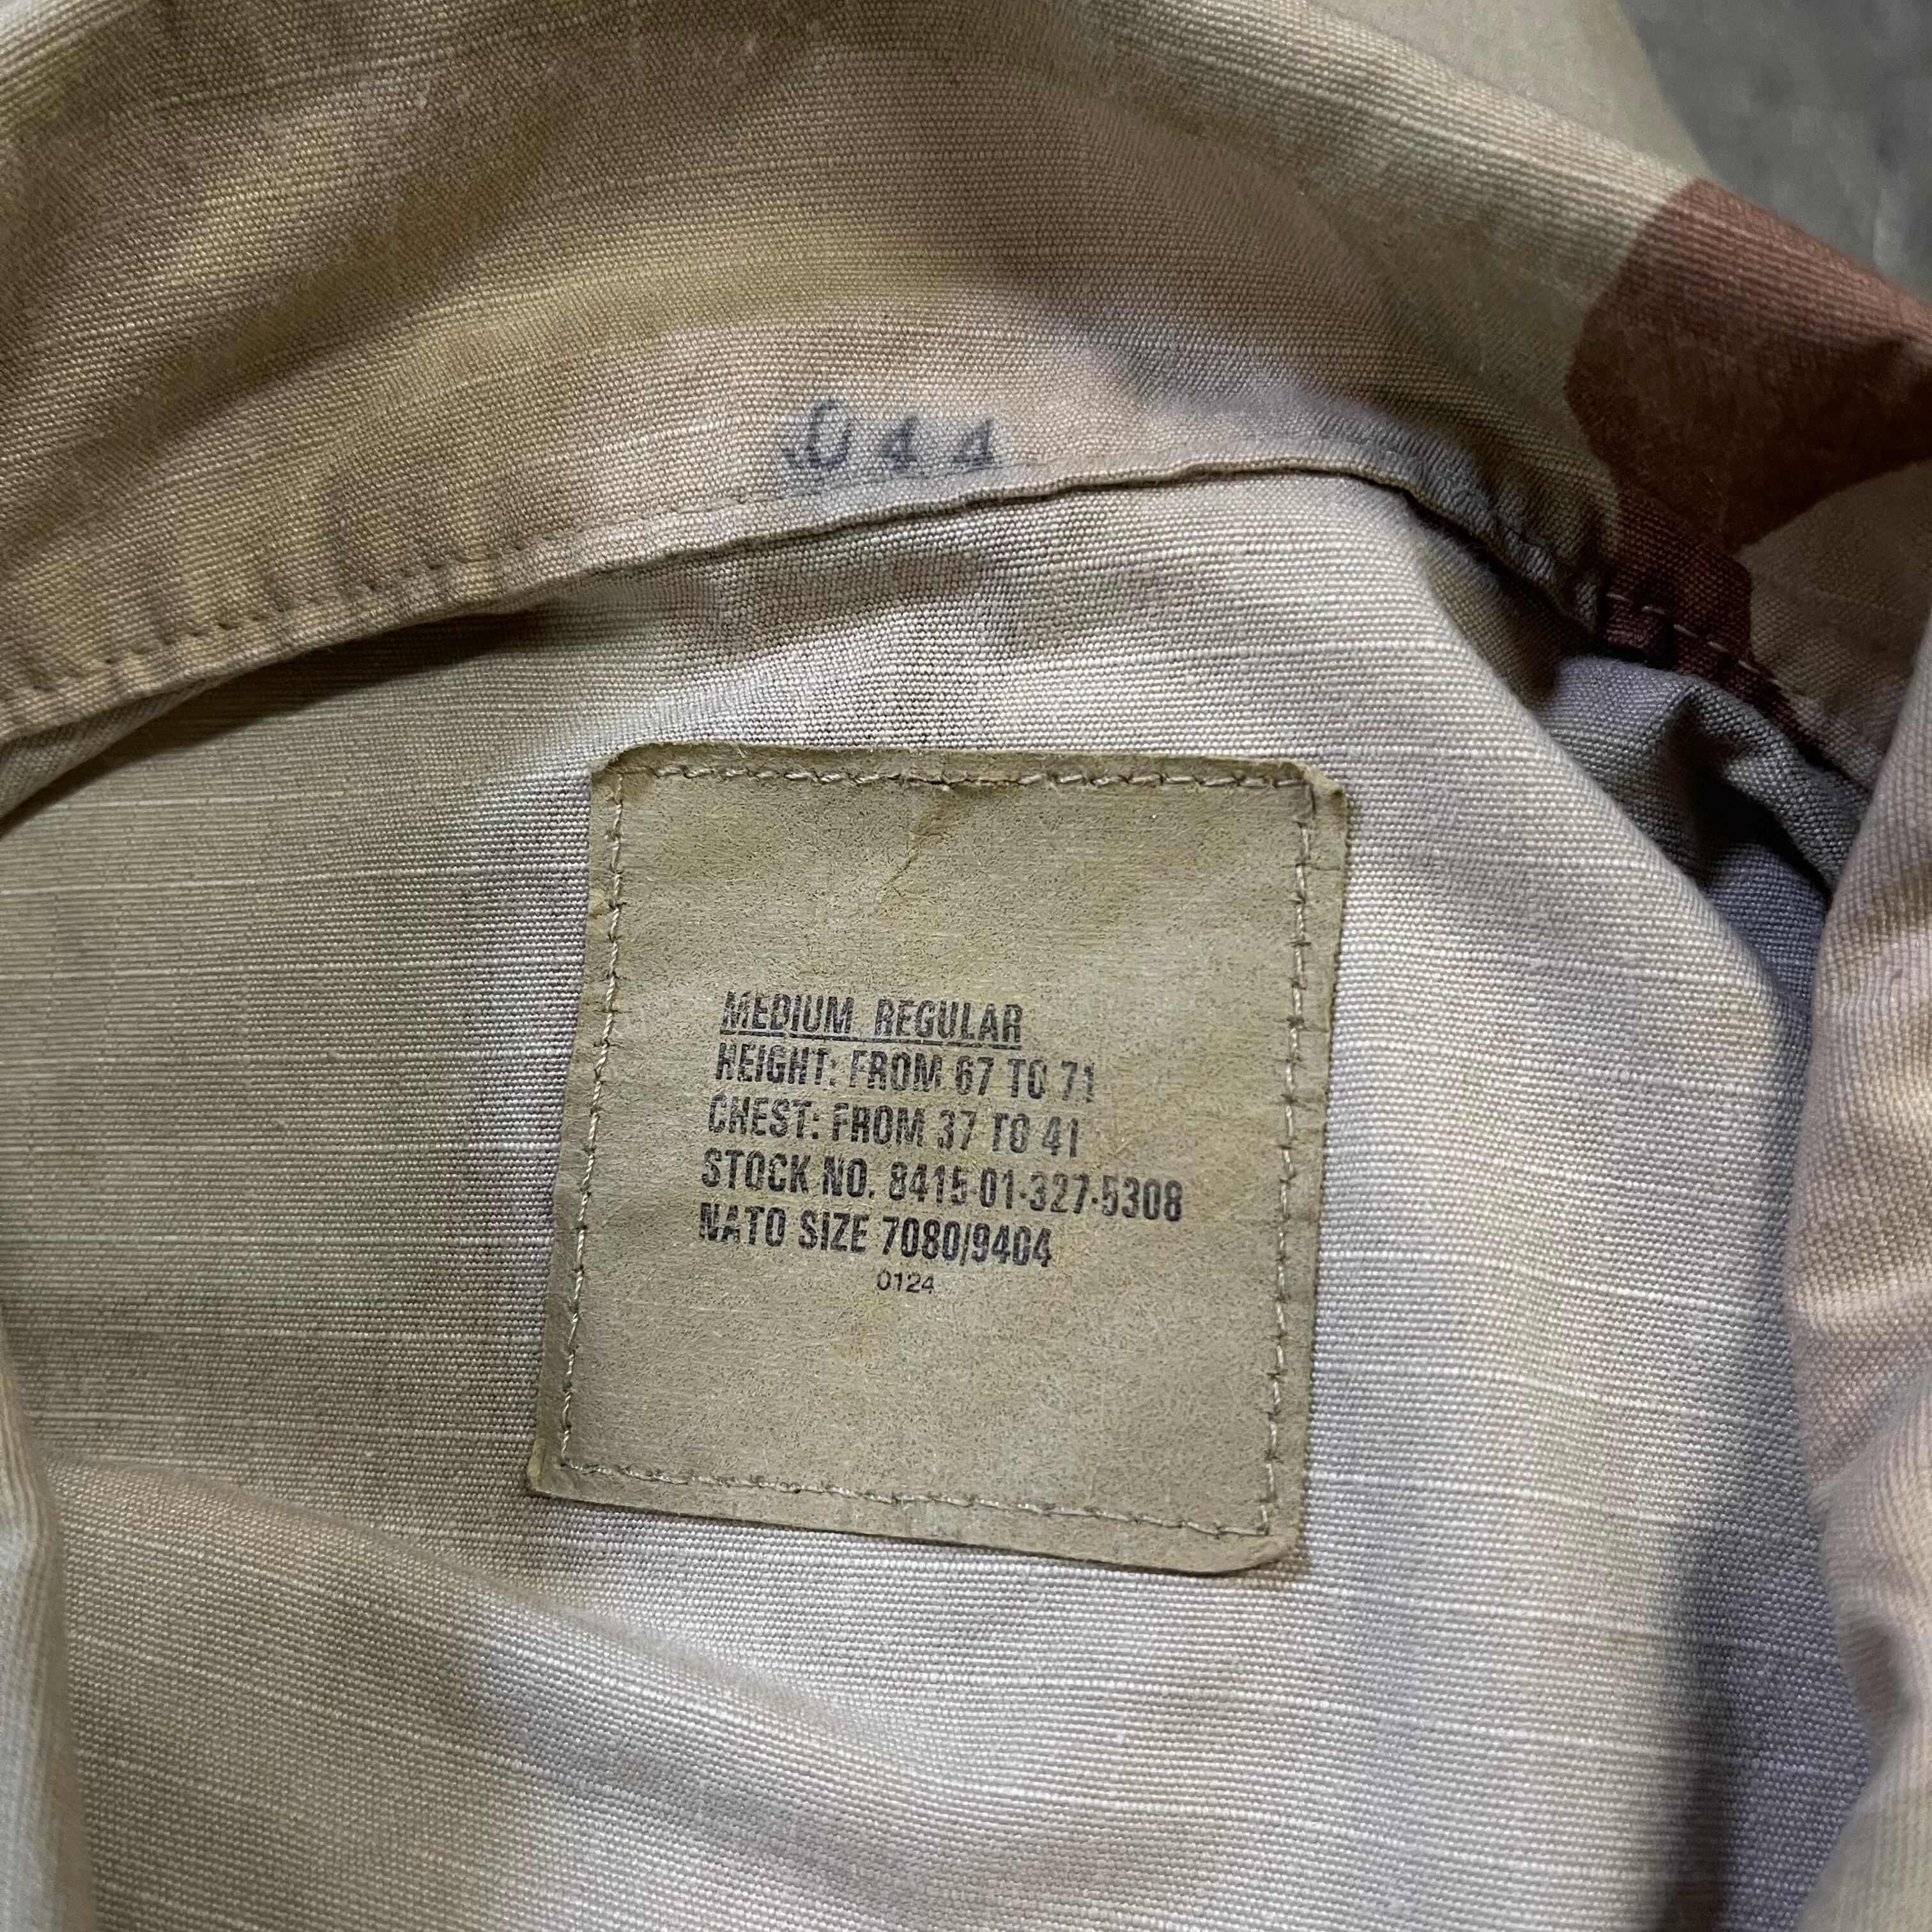 044
MEDIUM REGULAR
HEIGHT: FROM 67 TO 71
CHEST: FROM 37 TO 41
STOCK NO. 8415-01-327-5308
NATO SIZE 7080/9404
0124